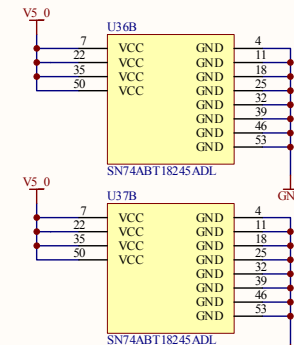 V5_0
U36B
7 VCC GND 4
22 VCC GND 11
35 VCC GND 18
50 VCC GND 25
GND 32
GND 39
GND 46
GND 53
SN74ABT18245ADL
GN
V5_0
U37B
7 VCC GND 4
22 VCC GND 11
35 VCC GND 18
50 VCC GND 25
GND 32
GND 39
GND 46
GND 53
SN74ABT18245ADL